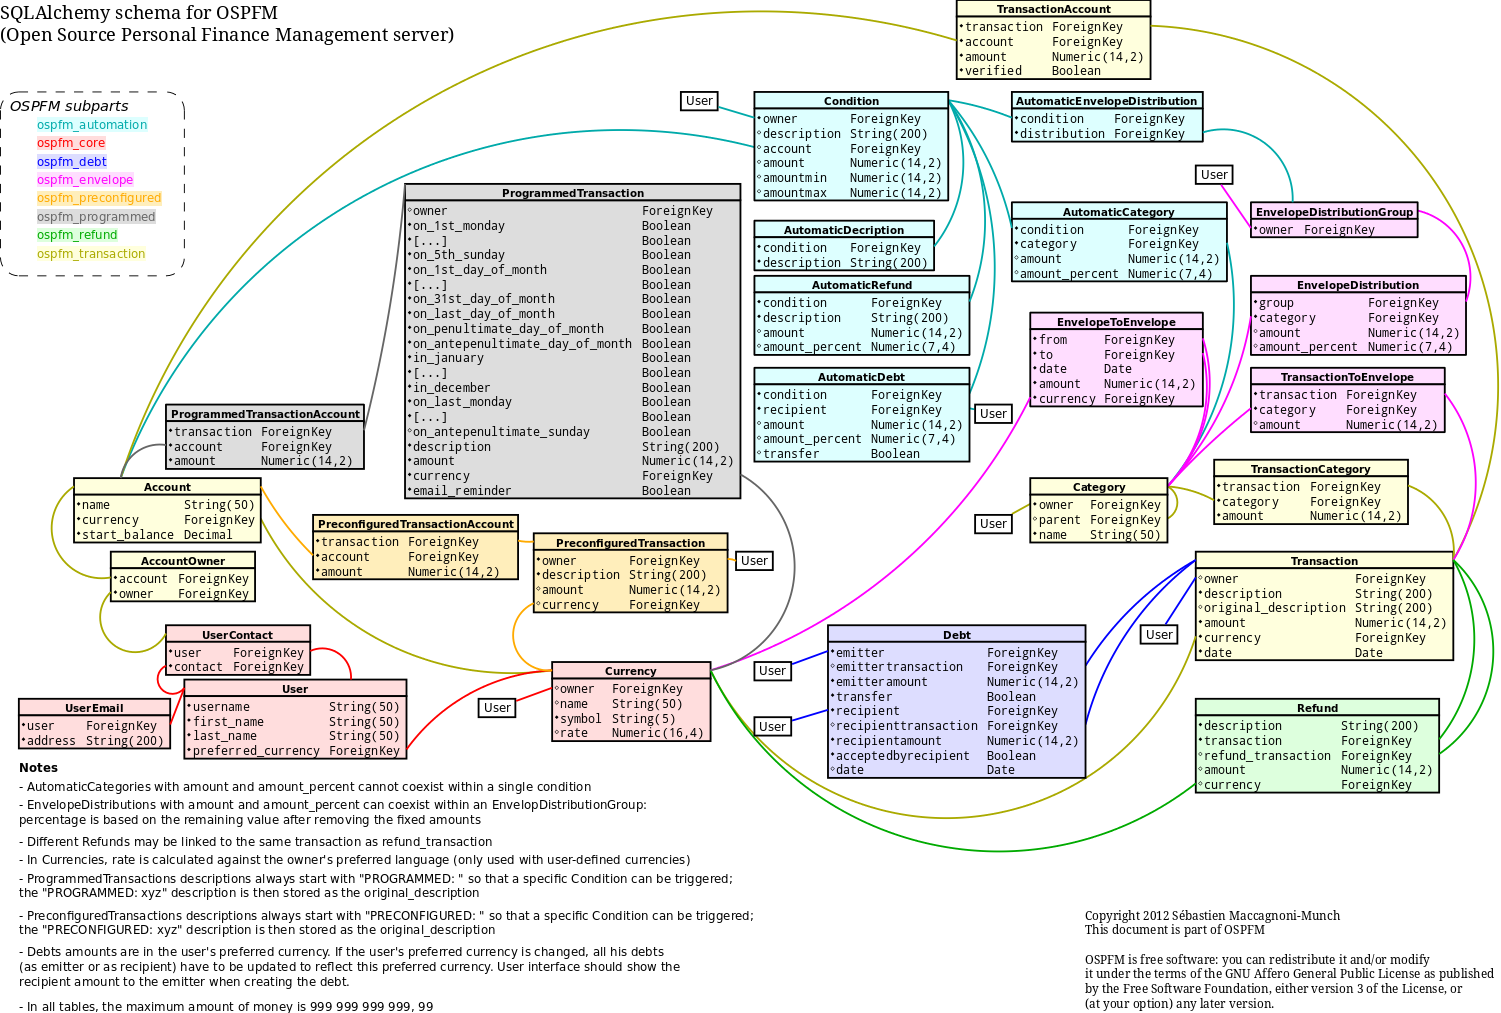 SQLAlchemy schema for OSPFM
(Open Source Personal Finance Management server)
OSPFM subparts
ospfm_automation
ospfm_core
ospfm_debt
ospfm_envelope
ospfm_preconfigured
ospfm_programmed
ospfm_refund
ospfm_transaction
TransactionAccount
transaction ForeignKey
account ForeignKey
amount Numeric(14,2)
verified Boolean
User
Condition
owner ForeignKey
description String(200)
account ForeignKey
amount Numeric(14,2)
amountmin Numeric(14,2)
amountmax Numeric(14,2)
AutomaticEnvelopeDistribution
condition ForeignKey
distribution ForeignKey
User
EnvelopeDistributionGroup
owner ForeignKey
ProgrammedTransaction
owner ForeignKey
on_1st_monday Boolean
[...] Boolean
on_5th_sunday Boolean
on_1st_day_of_month Boolean
[...] Boolean
on_31st_day_of_month Boolean
on_last_day_of_month Boolean
on_penultimate_day_of_month Boolean
on_antepenultimate_day_of_month Boolean
in_january Boolean
[...] Boolean
in_december Boolean
on_last_monday Boolean
[...] Boolean
on_antepenultimate_sunday Boolean
description String(200)
amount Numeric(14,2)
currency ForeignKey
email_reminder Boolean
AutomaticDecription
condition ForeignKey
description String(200)
AutomaticCategory
condition ForeignKey
category ForeignKey
amount Numeric(14,2)
amount_percent Numeric(7,4)
AutomaticRefund
condition ForeignKey
description String(200)
amount Numeric(14,2)
amount_percent Numeric(7,4)
EnvelopeDistribution
group ForeignKey
category ForeignKey
amount Numeric(14,2)
amount_percent Numeric(7,4)
EnvelopeToEnvelope
from ForeignKey
to ForeignKey
date Date
amount Numeric(14,2)
currency ForeignKey
AutomaticDebt
condition ForeignKey
recipient ForeignKey
amount Numeric(14,2)
amount_percent Numeric(7,4)
transfer Boolean
User
TransactionToEnvelope
transaction ForeignKey
category ForeignKey
amount Numeric(14,2)
ProgrammedTransactionAccount
transaction ForeignKey
account ForeignKey
amount Numeric(14,2)
Account
name String(50)
currency ForeignKey
start_balance Decimal
Category
owner ForeignKey
parent ForeignKey
name String(50)
User
TransactionCategory
transaction ForeignKey
category ForeignKey
amount Numeric(14,2)
PreconfiguredTransactionAccount
transaction ForeignKey
account ForeignKey
amount Numeric(14,2)
PreconfiguredTransaction
owner ForeignKey
description String(200)
amount Numeric(14,2)
currency ForeignKey
User
AccountOwner
account ForeignKey
owner ForeignKey
Transaction
owner ForeignKey
description String(200)
original_description String(200)
amount Numeric(14,2)
currency ForeignKey
date Date
User
UserContact
user ForeignKey
contact ForeignKey
User
username String(50)
first_name String(50)
last_name String(50)
preferred_currency ForeignKey
UserEmail
user ForeignKey
address String(200)
Currency
owner ForeignKey
name String(50)
symbol String(5)
rate Numeric(16,4)
User
Debt
emitter ForeignKey
emittertransaction ForeignKey
emitteramount Numeric(14,2)
transfer Boolean
recipient ForeignKey
recipienttransaction ForeignKey
recipientamount Numeric(14,2)
acceptedbyrecipient Boolean
date Date
User
User
Refund
description String(200)
transaction ForeignKey
refund_transaction ForeignKey
amount Numeric(14,2)
currency ForeignKey
Notes
- AutomaticCategories with amount and amount_percent cannot coexist within a single condition
- EnvelopeDistributions with amount and amount_percent can coexist within an EnvelopDistributionGroup:
percentage is based on the remaining value after removing the fixed amounts
- Different Refunds may be linked to the same transaction as refund_transaction
- In Currencies, rate is calculated against the owner's preferred language (only used with user-defined currencies)
- ProgrammedTransactions descriptions always start with "PROGRAMMED: " so that a specific Condition can be triggered;
the "PROGRAMMED: xyz" description is then stored as the original_description
- PreconfiguredTransactions descriptions always start with "PRECONFIGURED: " so that a specific Condition can be triggered;
the "PRECONFIGURED: xyz" description is then stored as the original_description
- Debts amounts are in the user's preferred currency. If the user's preferred currency is changed, all his debts
(as emitter or as recipient) have to be updated to reflect this preferred currency. User interface should show the
recipient amount to the emitter when creating the debt.
- In all tables, the maximum amount of money is 999 999 999 999, 99
Copyright 2012 Sébastien Maccagnoni-Munch
This document is part of OSPFM
OSPFM is free software: you can redistribute it and/or modify
it under the terms of the GNU Affero General Public License as published
by the Free Software Foundation, either version 3 of the License, or
(at your option) any later version.